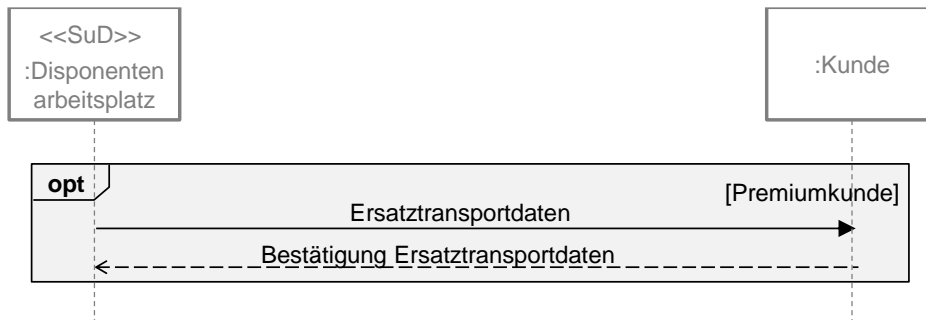 <<SuD>>
:Disponenten
arbeitsplatz
:Kunde
opt
[Premiumkunde]
Ersatztransportdaten
Bestätigung Ersatztransportdaten